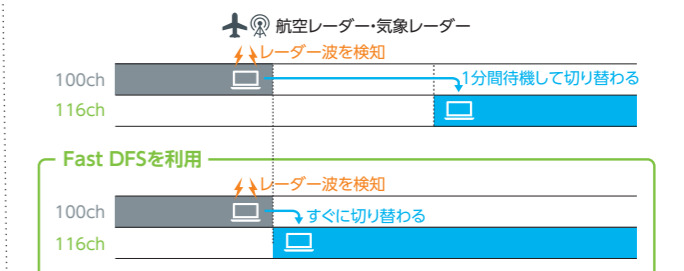 航空レーダー・気象レーダー
レーダー波を検知
100ch
1分間待機して切り替わる
116ch
Fast DFSを利用
レーダー波を検知
100ch
すぐに切り替わる
116ch